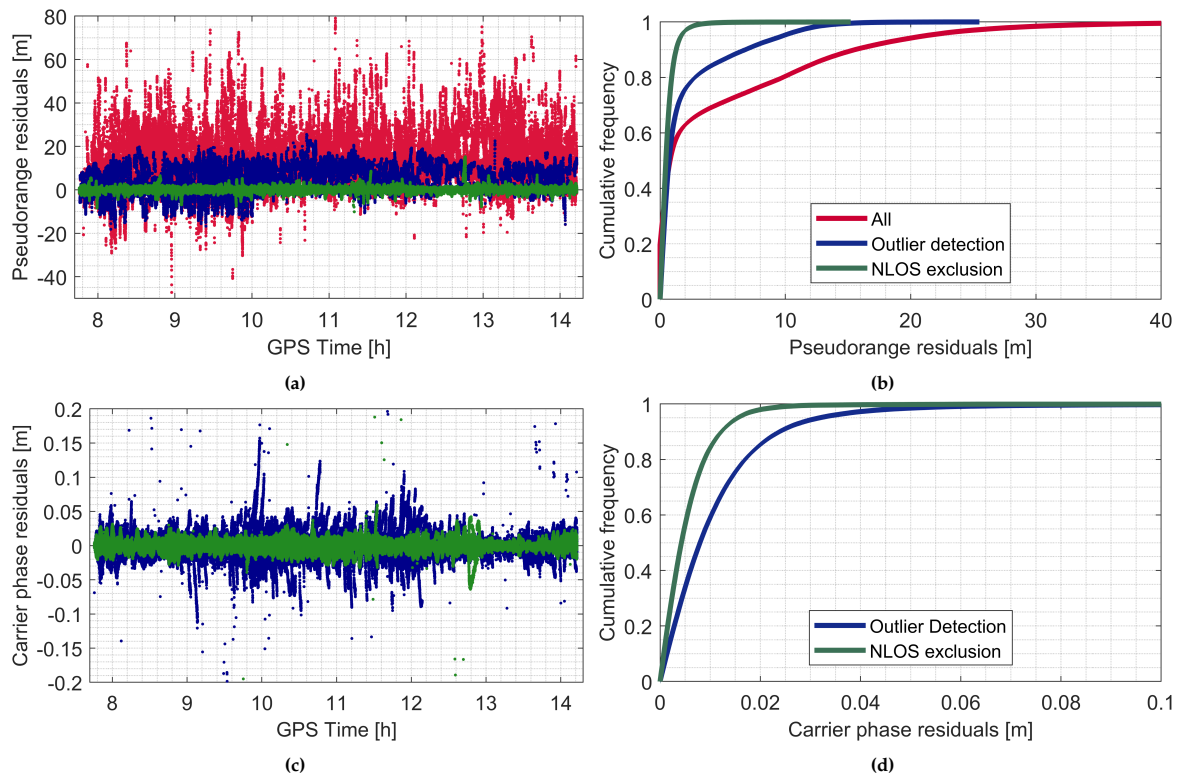 Pseudorange residuals [m]
80
60
40
20
0
-20
-40
8 9 10 11 12 13 14
GPS Time [h]
(a)
Cumulative frequency
1
0.8
0.6
0.4
0.2
0
All
Outlier detection
NLOS exclusion
0 10 20 30 40
Pseudorange residuals [m]
(b)
Carrier phase residuals [m]
0.2
0.15
0.1
0.05
0
-0.05
-0.1
-0.15
-0.2
8 9 10 11 12 13 14
GPS Time [h]
(c)
Cumulative frequency
1
0.8
0.6
0.4
0.2
0
Outlier Detection
NLOS exclusion
0 0.02 0.04 0.06 0.08 0.1
Carrier phase residuals [m]
(d)